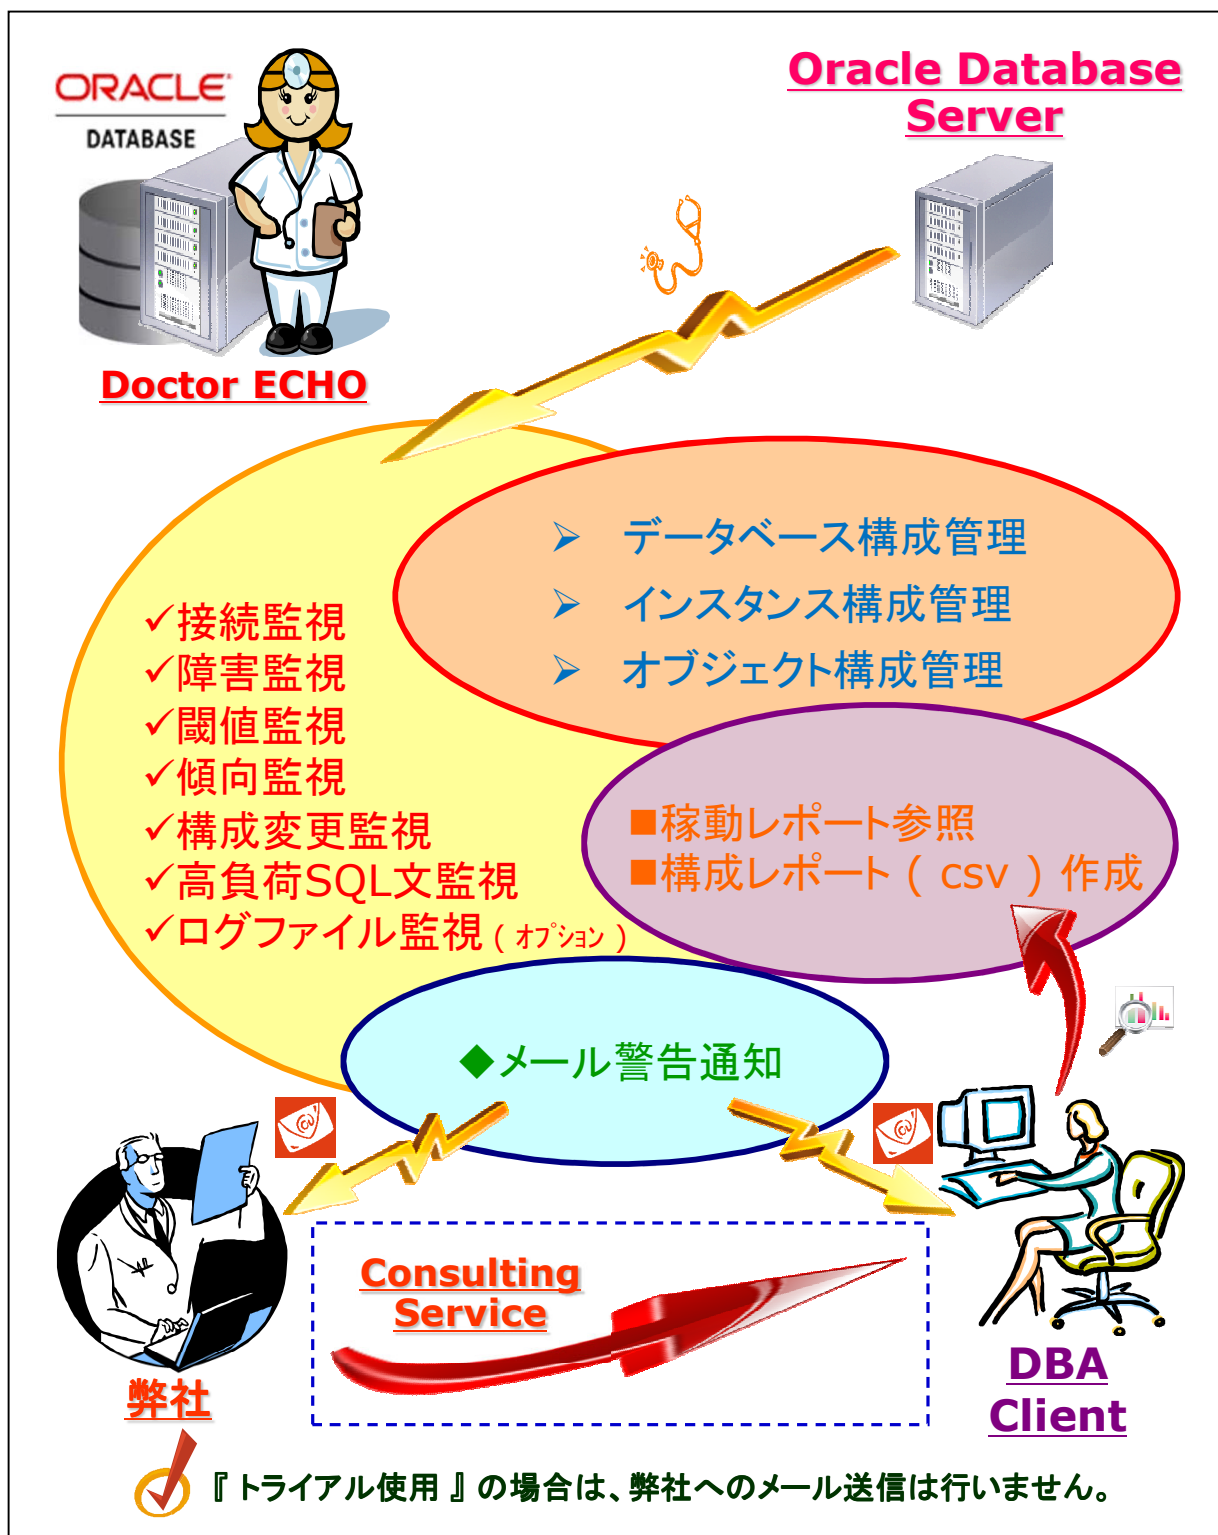 ORACLE
DATABASE
Doctor ECHO
Oracle Database
Server
➢ データベース構成管理
➢ インスタンス構成管理
➢ オブジェクト構成管理
✓接続監視
✓障害監視
✓閾値監視
✓傾向監視
✓構成変更監視
✓高負荷SQL文監視
✓ログファイル監視(オプション)
■稼動レポート参照
■構成レポート(csv)作成
◆メール警告通知
Consulting
Service
弊社
DBA
Client
『トライアル使用』の場合は、弊社へのメール送信は行いません。